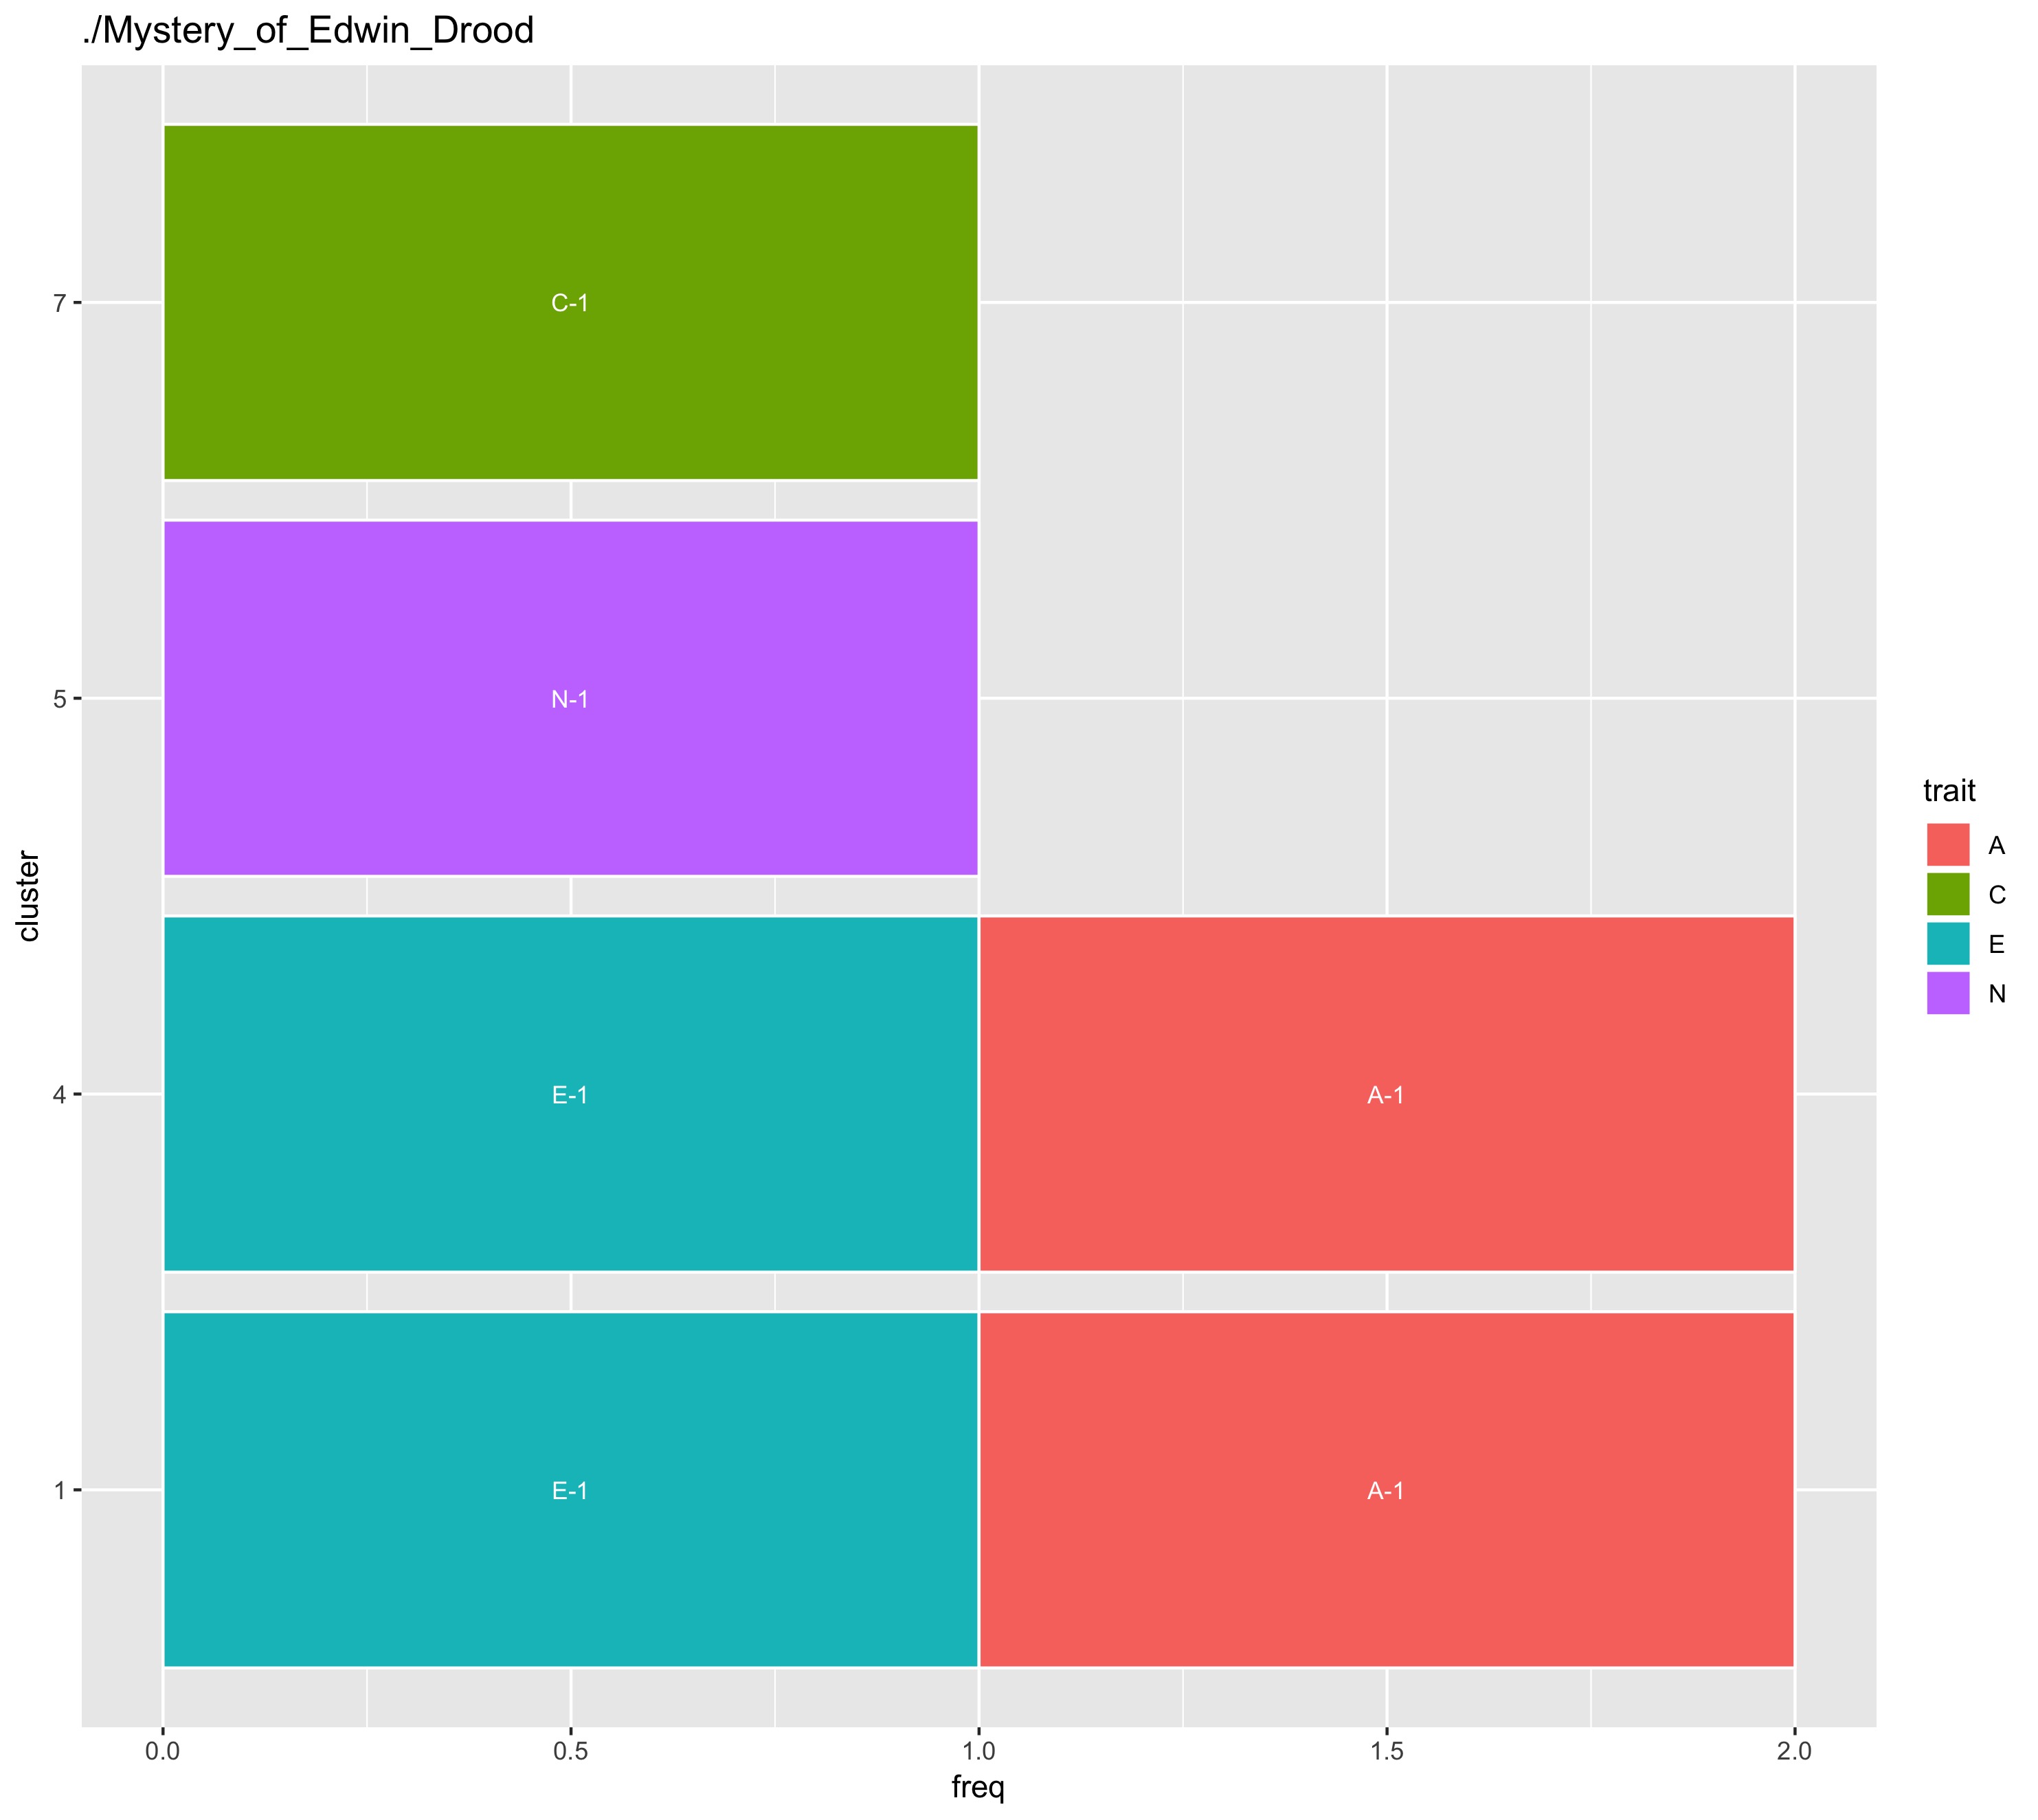 ./Mystery_of_Edwin_Drood
7
C-1
5
N-1
4
E-1
A-1
1
E-1
A-1
cluster
0.0
0.5
1.0
1.5
2.0
freq
trait
A
C
E
N